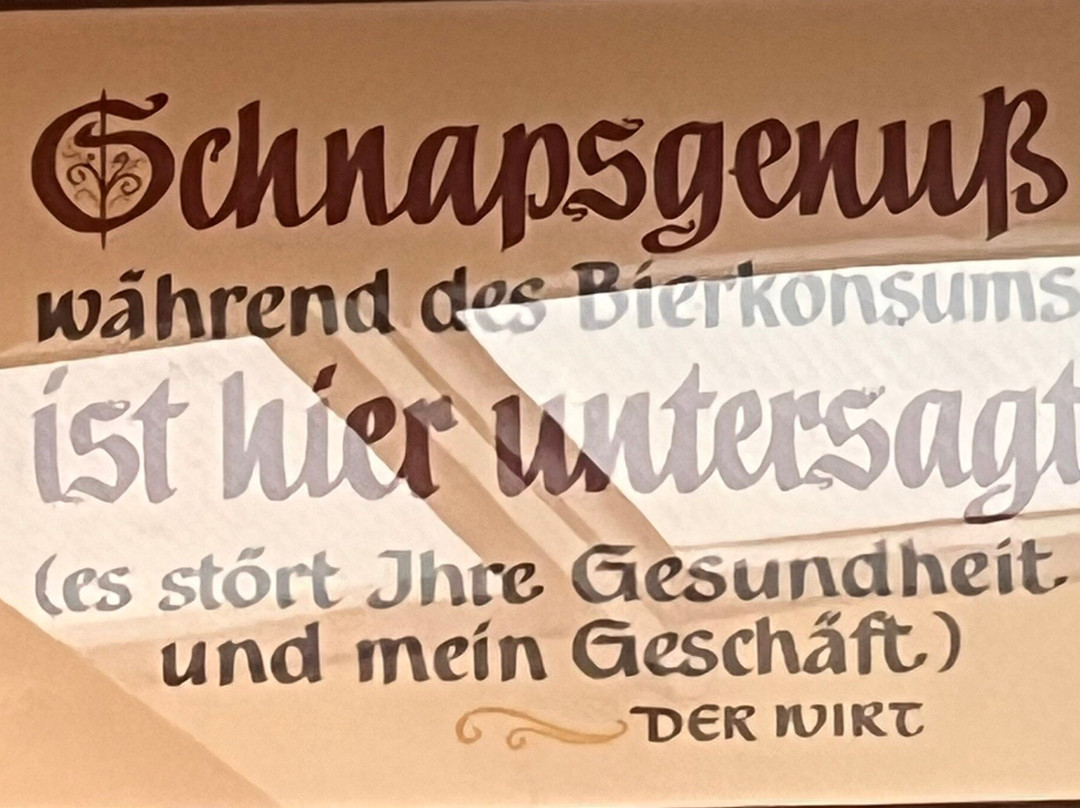 Schnapsgenuß
während des Bierkonsums
ist hier untersagt
(es stört Jhre Gesundheit
und mein Geschäft.)
DER WIRT